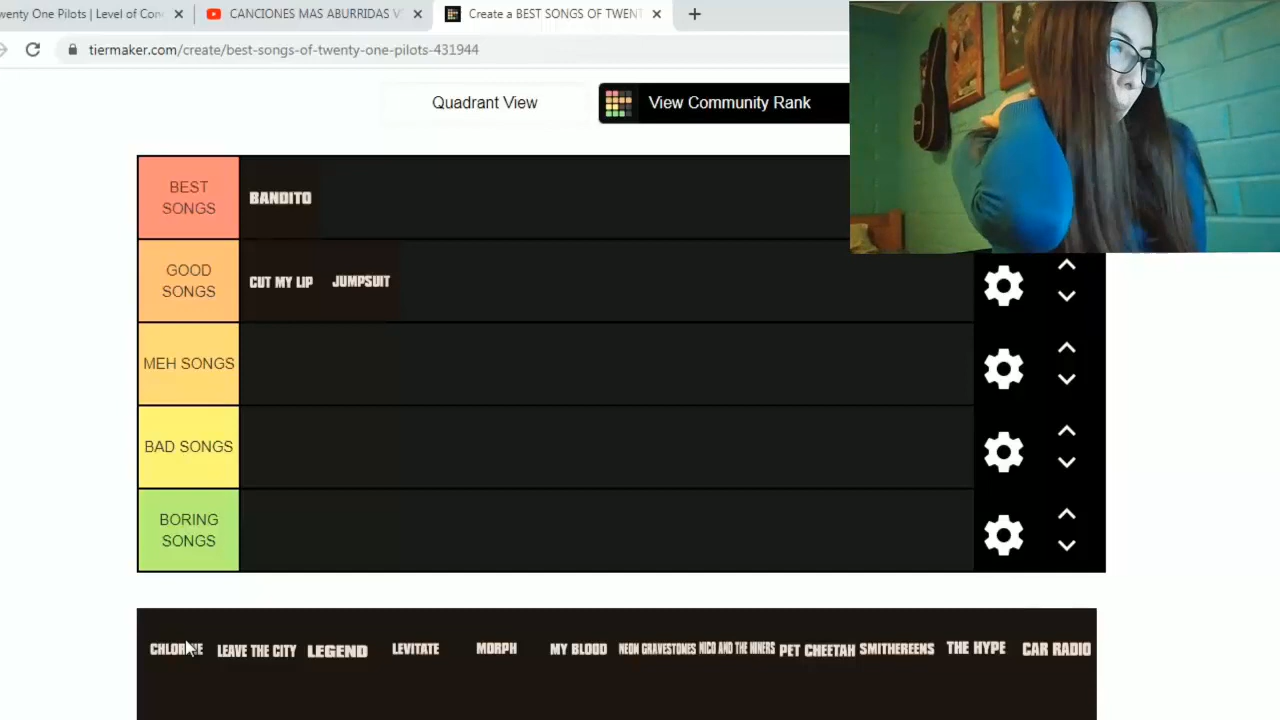 wenty One Pilots | Level of Con
CANCIONES MAS ABURRIDAS V
Create a BEST SONGS OF TWENT
tiermaker.com/create/best-songs-of-twenty-one-pilots-431944
Quadrant View
View Community Rank
BEST
SONGS
BANDITO
GOOD
SONGS
CUT MY LIP JUMPSUIT
MEH SONGS
BAD SONGS
BORING
SONGS
CHLORINE LEAVE THE CITY LEGEND LEVITATE MORPH MY BLOOD NEON GRAVESTONES NICO AND THE NINERS PET CHEETAH SMITHEREENS THE HYPE CAR RADIO